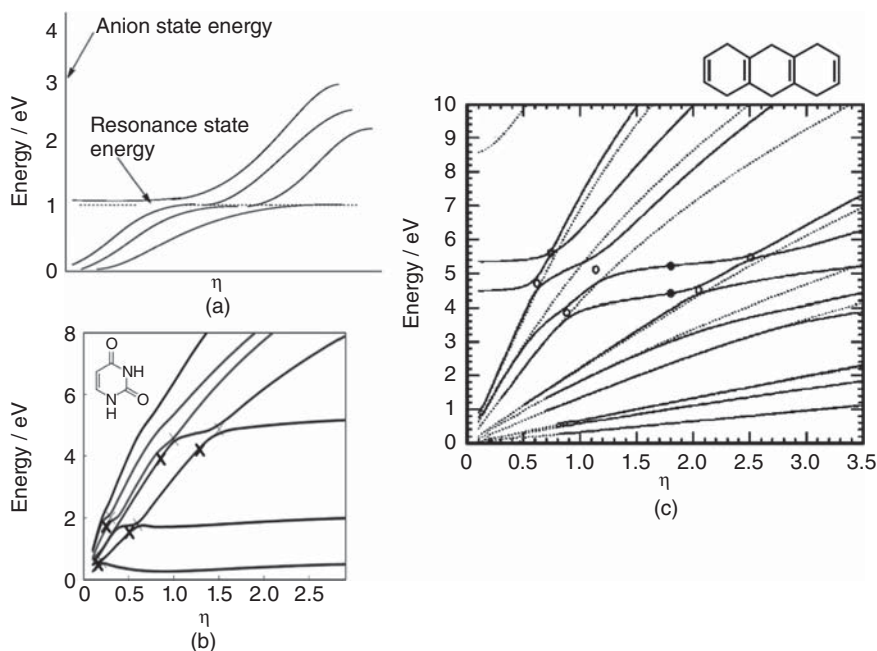 4
Anion state energy
3
2
Resonance state
energy
1
0
Energy / eV
η
(a)
8
6
4
2
0
Energy / eV
O
NH
O
N
H
0 0.5 1.0 1.5 2.0 2.5
η
(b)
10
9
8
7
6
5
4
3
2
1
0
Energy / eV
0 0.5 1.0 1.5 2.0 2.5 3.0 3.5
η
(c)